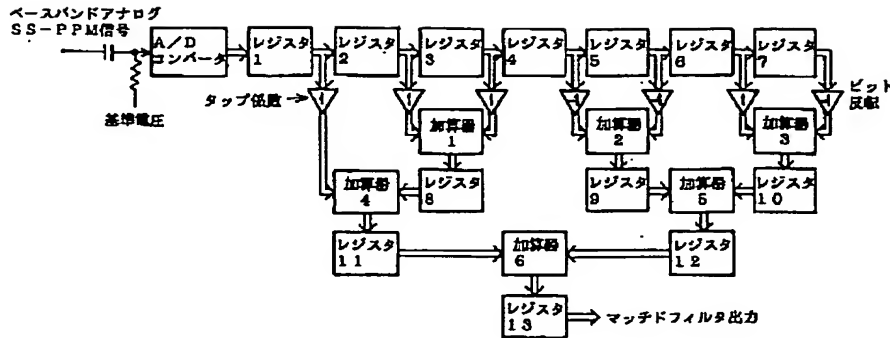 ベースバンドアナログ
SS-PPM信号
A/D
コンバータ
レジスタ
1
レジスタ
2
レジスタ
3
レジスタ
4
レジスタ
5
レジスタ
6
レジスタ
7
基準電圧
タップ係数
1
1
1
-1
-1
1
-1
ビット
反転
加算器
1
加算器
2
加算器
3
加算器
4
レジスタ
8
レジスタ
9
加算器
5
レジスタ
10
レジスタ
11
加算器
6
レジスタ
12
レジスタ
13
マッチドフィルタ出力